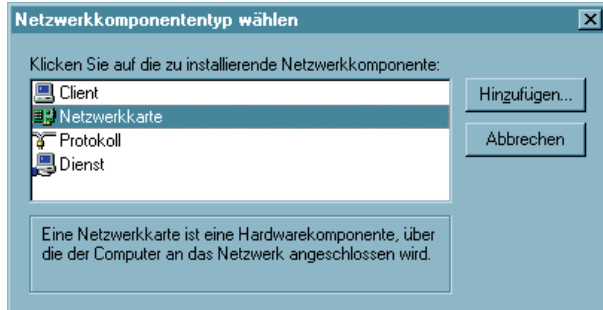 Netzwerkkomponententyp wählen
Klicken Sie auf die zu installierende Netzwerkkomponente:
Client
Netzwerkkarte
Protokoll
Dienst
Hinzufügen...
Abbrechen
Eine Netzwerkkarte ist eine Hardwarekomponente, über
die der Computer an das Netzwerk angeschlossen wird.